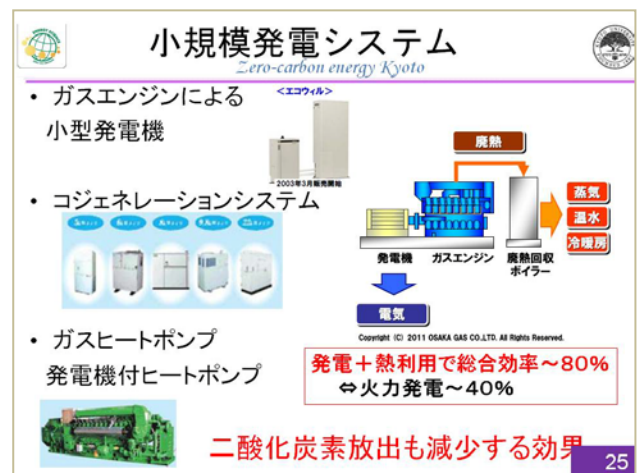 小規模発電システム
Zero-carbon energy Kyoto
• ガスエンジンによる
小型発電機
<エコウィル>
2003年3月販売開始
• コジェネレーションシステム
• ガスヒートポンプ
発電機付ヒートポンプ
廃熱
蒸気
温水
冷暖房
発電機
ガスエンジン
廃熱回収
ボイラー
電気
Copyright (C) 2011 OSAKA GAS CO.,LTD. All Rights Reserved.
発電+熱利用で総合効率~80%
⇔火力発電~40%
二酸化炭素放出も減少する効果
25